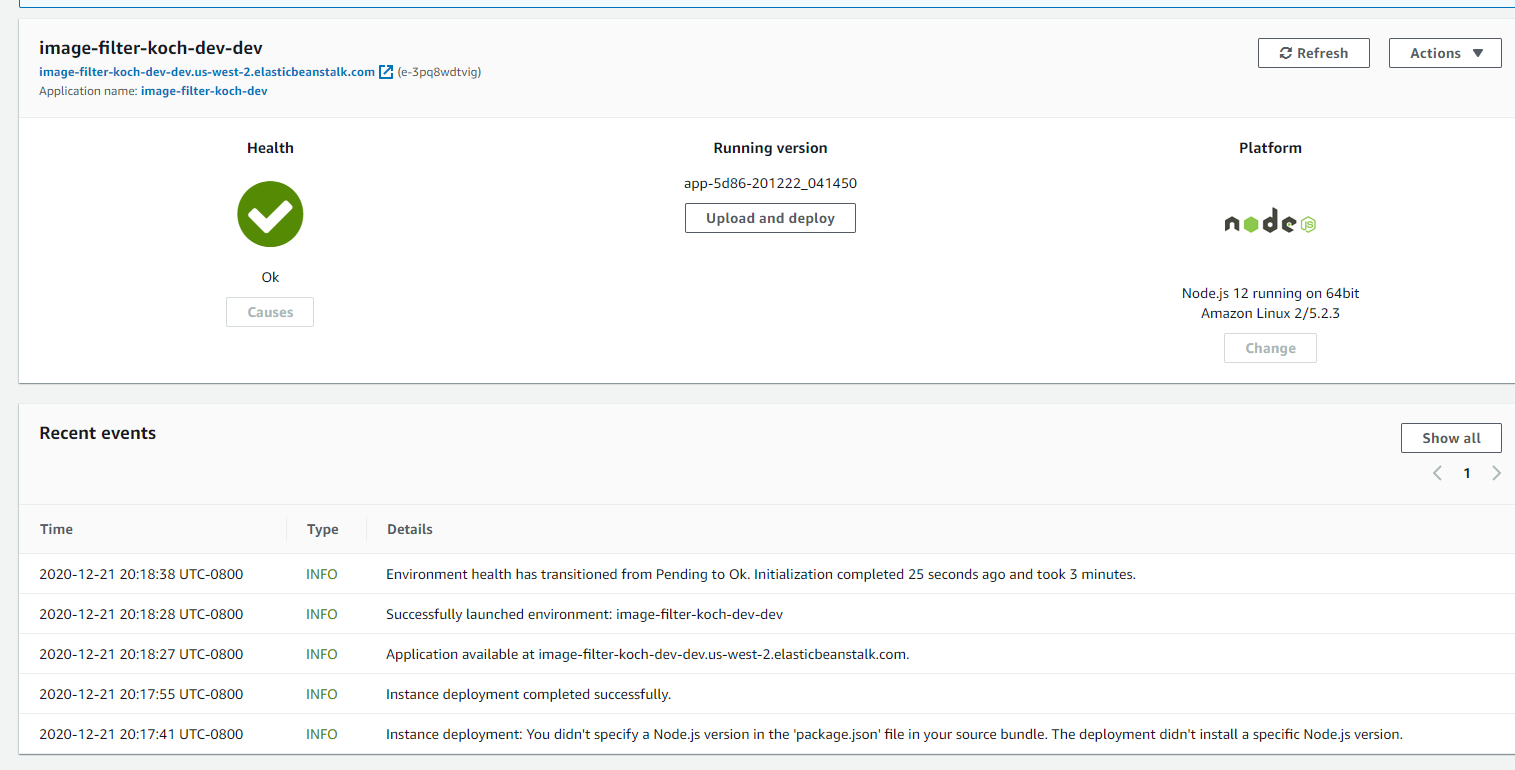 image-filter-koch-dev-dev
image-filter-koch-dev-dev.us-west-2.elasticbeanstalk.com (e-3pq8wdtvig)
Application name: image-filter-koch-dev
Refresh
Actions
Health
Ok
Causes
Running version
app-5d86-201222_041450
Upload and deploy
Platform
node JS
Node.js 12 running on 64bit
Amazon Linux 2/5.2.3
Change
Recent events
Show all
1
Time Type Details
2020-12-21 20:18:38 UTC-0800 INFO Environment health has transitioned from Pending to Ok. Initialization completed 25 seconds ago and took 3 minutes.
2020-12-21 20:18:28 UTC-0800 INFO Successfully launched environment: image-filter-koch-dev-dev
2020-12-21 20:18:27 UTC-0800 INFO Application available at image-filter-koch-dev-dev.us-west-2.elasticbeanstalk.com.
2020-12-21 20:17:55 UTC-0800 INFO Instance deployment completed successfully.
2020-12-21 20:17:41 UTC-0800 INFO Instance deployment: You didn't specify a Node.js version in the 'package.json' file in your source bundle. The deployment didn't install a specific Node.js version.